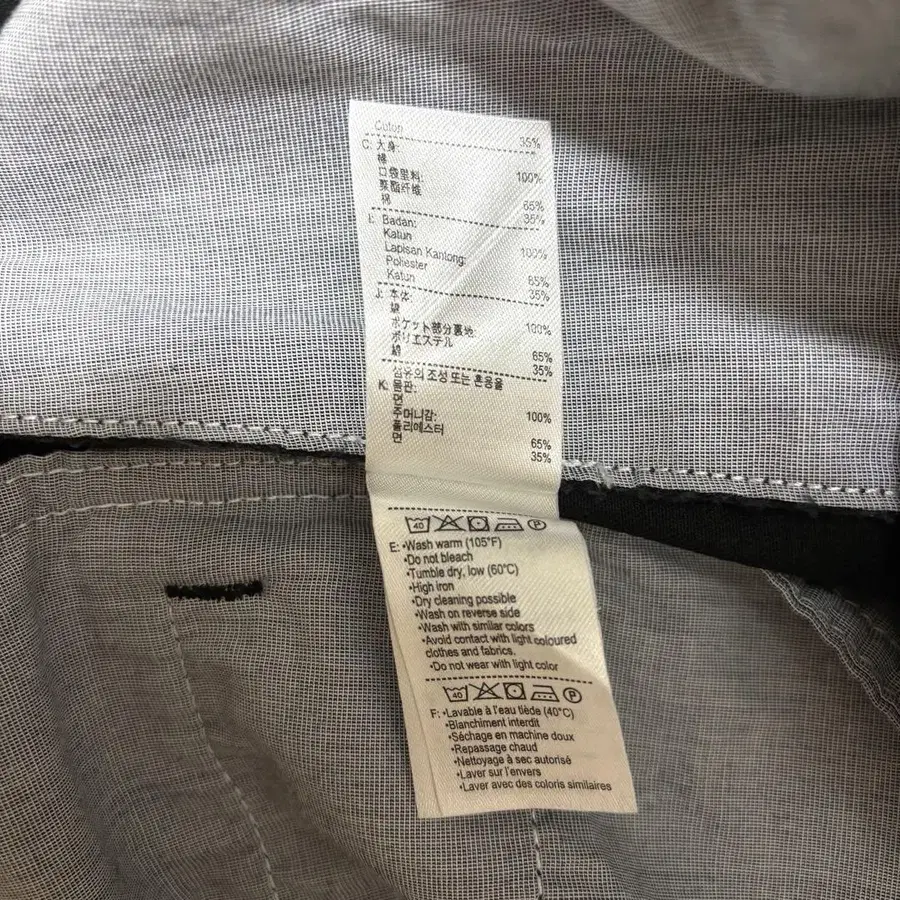 Coton 35%
C: 大身:
棉 100%
口袋里料:
聚酯纤维 65%
棉 35%
I: Badan:
Katun 100%
Lapisan Kantong:
Poliester 65%
Katun 35%
J: 本体:
綿 100%
ポケット部分裏地:
ポリエステル 65%
綿 35%
섬유의 조성 또는 혼용율
K: 몸판:
면 100%
주머니감:
폴리에스터 65%
면 35%
40 P
E: •Wash warm (105°F)
•Do not bleach
•Tumble dry, low (60°C)
•High iron
•Dry cleaning possible
•Wash on reverse side
•Wash with similar colors
•Avoid contact with light coloured
clothes and fabrics.
•Do not wear with light color
40 P
F: •Lavable à l'eau tiède (40°C)
•Blanchiment interdit
•Séchage en machine doux
•Repassage chaud
•Nettoyage à sec autorisé
•Laver sur l'envers
•Laver avec des coloris similaires